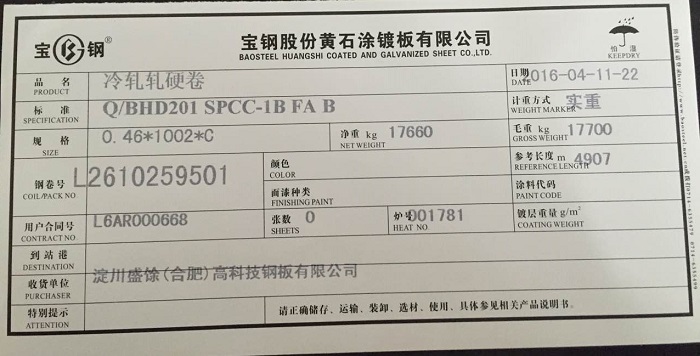 宝 钢 宝钢股份黄石涂镀板有限公司
BAOSTEEL HUANGSHI COATED AND GALVANIZED SHEET CO.,LTD. 怕湿
KEEPDRY
品 名 冷轧轧硬卷 日期 2016-04-11-22
PRODUCT DATE
标 准 Q/BHD201 SPCC-1B FA B 计重方式 实重
SPECIFICATION WEIGHT MARKER
规 格 0.46*1002*C 净重 kg 17660 毛重 kg 17700
SIZE NET WEIGHT GROSS WEIGHT
钢卷号 L2610259501 颜色 参考长度 m 4907
COIL/PACK NO COLOR REFERENCE LENGTH
面漆种类 涂料代码
FINISHING PAINT PAINT CODE
用户合同号 L6AR000668 张数 0 炉号 001781 镀层重量 g/m²
CONTRACT NO SHEETS HEAT NO. COATING WEIGHT
到 站 港
DESTINATION
收货单位 淀川盛馀(合肥)高科技钢板有限公司
PURCHASER
特别提示 请正确储存、运输、装卸、选材、使用。具体参见相关产品说明书。
ATTENTION